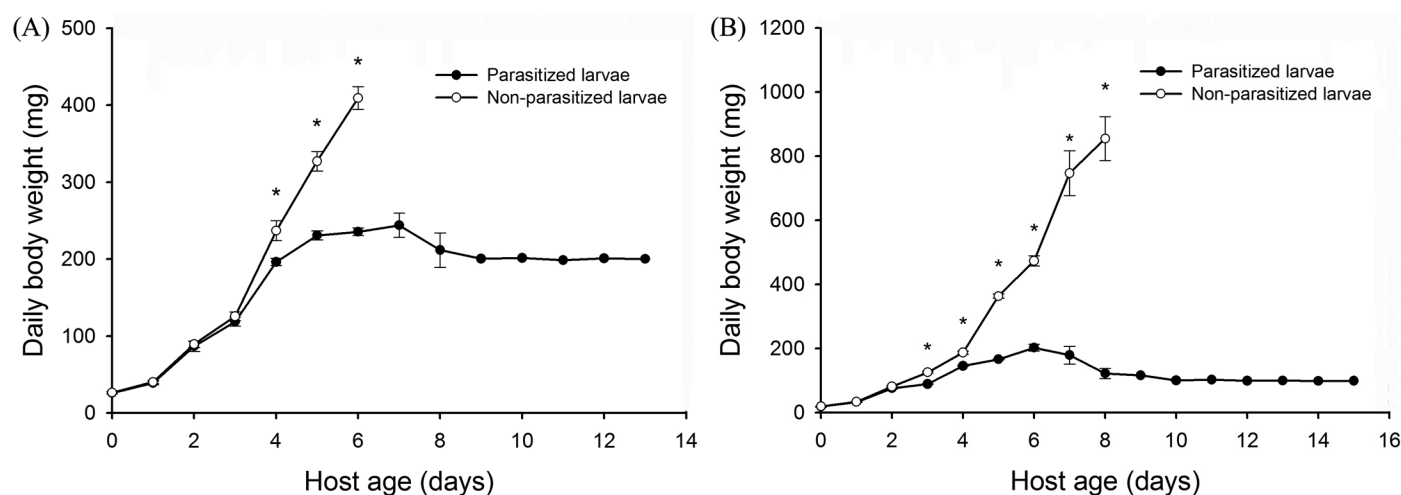 (A)
500
400
300
200
100
0
Daily body weight (mg)
Parasitized larvae
Non-parasitized larvae
*
*
*
0 2 4 6 8 10 12 14
Host age (days)
(B)
1200
1000
800
600
400
200
0
Daily body weight (mg)
Parasitized larvae
Non-parasitized larvae
*
*
*
*
*
*
0 2 4 6 8 10 12 14 16
Host age (days)